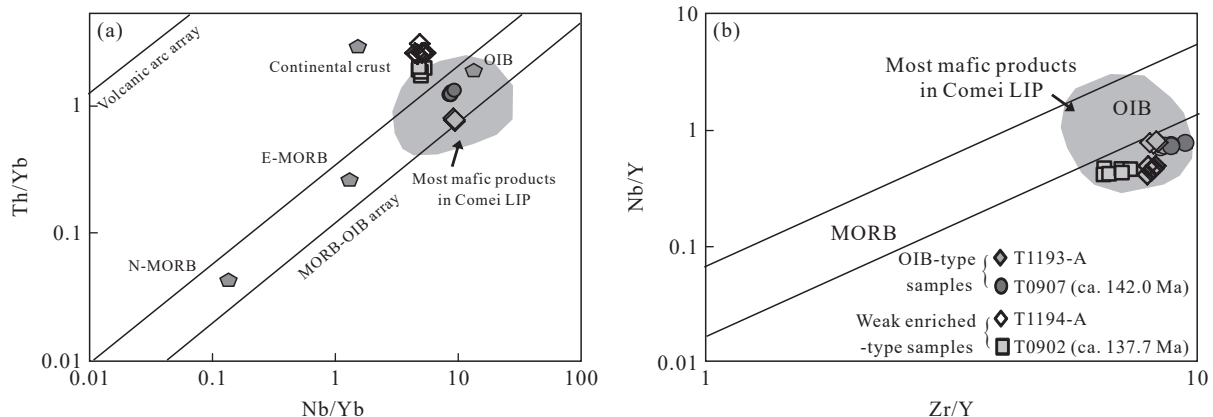 (a)
Volcanic arc array
Continental crust
OIB
E-MORB
Most mafic products
in Comei LIP
MORB-OIB array
N-MORB
1
0.1
0.01
0.01
0.1
1
10
100
Th/Yb
Nb/Yb
(b)
10
1
0.1
0.01
1
10
Nb/Y
Zr/Y
Most mafic products
in Comei LIP
OIB
MORB
OIB-type
samples
T1193-A
T0907 (ca. 142.0 Ma)
Weak enriched
-type samples
T1194-A
T0902 (ca. 137.7 Ma)